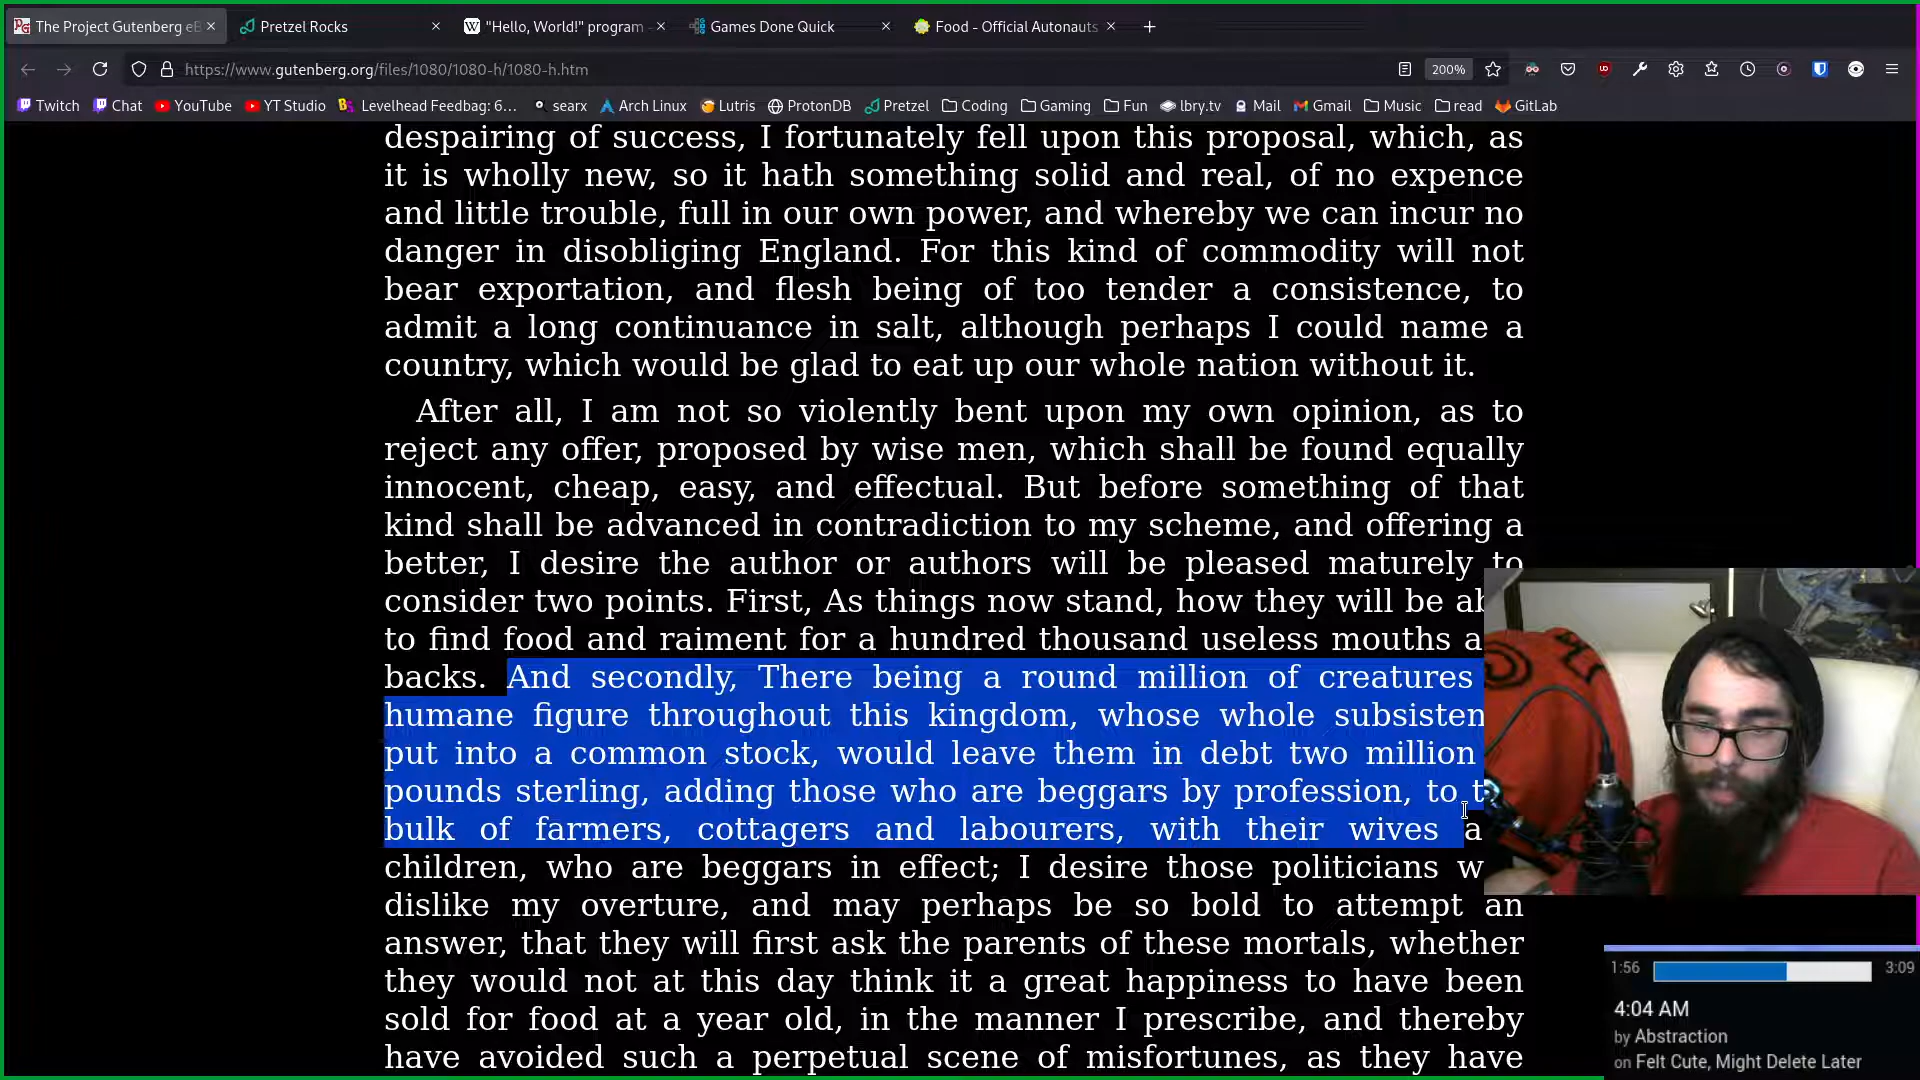 The Project Gutenberg eB
Pretzel Rocks
"Hello, World!" program
Games Done Quick
Food - Official Autonauts
https://www.gutenberg.org/files/1080/1080-h/1080-h.htm
200%
Twitch
Chat
YouTube
YT Studio
Levelhead Feedbag: 6...
searx
Arch Linux
Lutris
ProtonDB
Pretzel
Coding
Gaming
Fun
lbry.tv
Mail
Gmail
Music
read
GitLab
despairing of success, I fortunately fell upon this proposal, which, as
it is wholly new, so it hath something solid and real, of no expence
and little trouble, full in our own power, and whereby we can incur no
danger in disobliging England. For this kind of commodity will not
bear exportation, and flesh being of too tender a consistence, to
admit a long continuance in salt, although perhaps I could name a
country, which would be glad to eat up our whole nation without it.
After all, I am not so violently bent upon my own opinion, as to
reject any offer, proposed by wise men, which shall be found equally
innocent, cheap, easy, and effectual. But before something of that
kind shall be advanced in contradiction to my scheme, and offering a
better, I desire the author or authors will be pleased maturely to
consider two points. First, As things now stand, how they will be ab
to find food and raiment for a hundred thousand useless mouths a
backs. And secondly, There being a round million of creatures
humane figure throughout this kingdom, whose whole subsisten
put into a common stock, would leave them in debt two million
pounds sterling, adding those who are beggars by profession, to t
bulk of farmers, cottagers and labourers, with their wives a
children, who are beggars in effect; I desire those politicians w
dislike my overture, and may perhaps be so bold to attempt an
answer, that they will first ask the parents of these mortals, whether
they would not at this day think it a great happiness to have been
sold for food at a year old, in the manner I prescribe, and thereby
have avoided such a perpetual scene of misfortunes, as they have
1:56
3:09
4:04 AM
by Abstraction
on Felt Cute, Might Delete Later